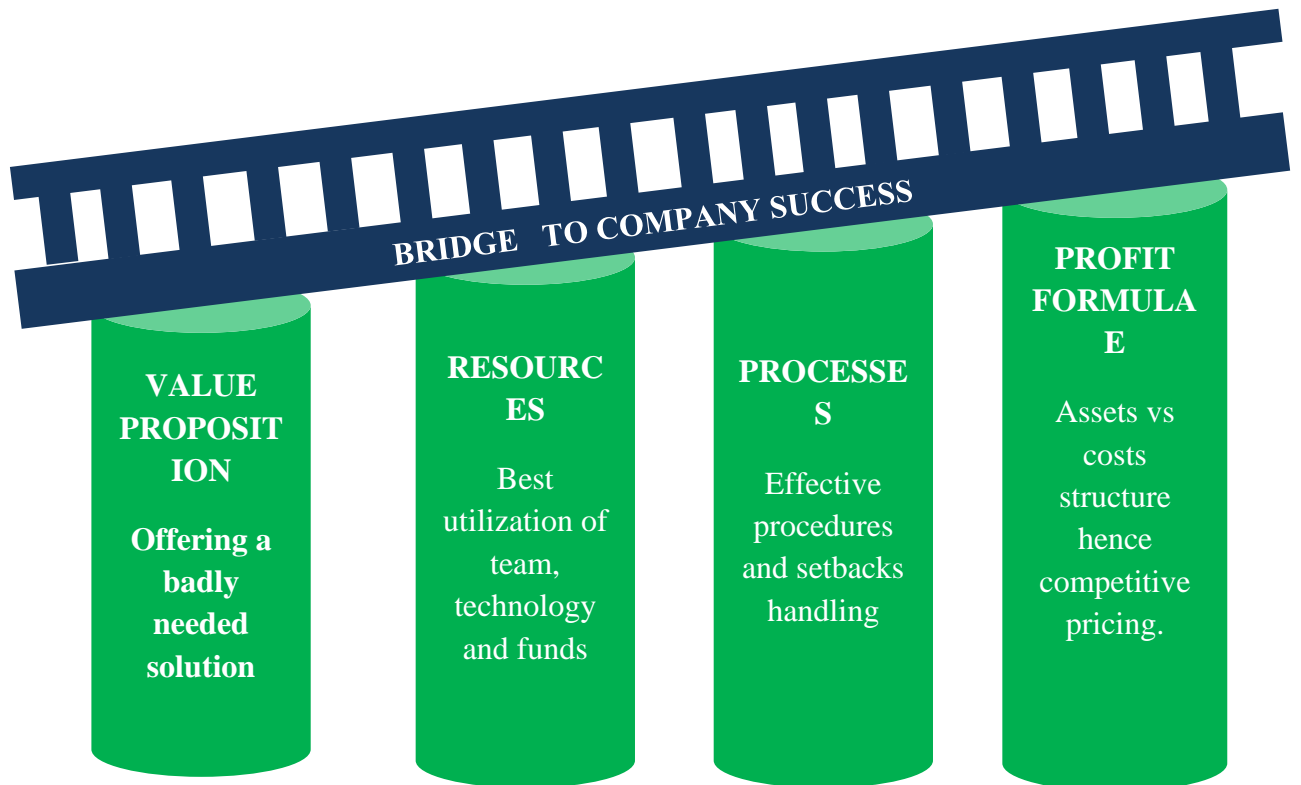 BRIDGE TO COMPANY SUCCESS
VALUE
PROPOSIT
ION
Offering a
badly
needed
solution
RESOURC
ES
Best
utilization of
team,
technology
and funds
PROCESSE
S
Effective
procedures
and setbacks
handling
PROFIT
FORMULA
E
Assets vs
costs
structure
hence
competitive
pricing.